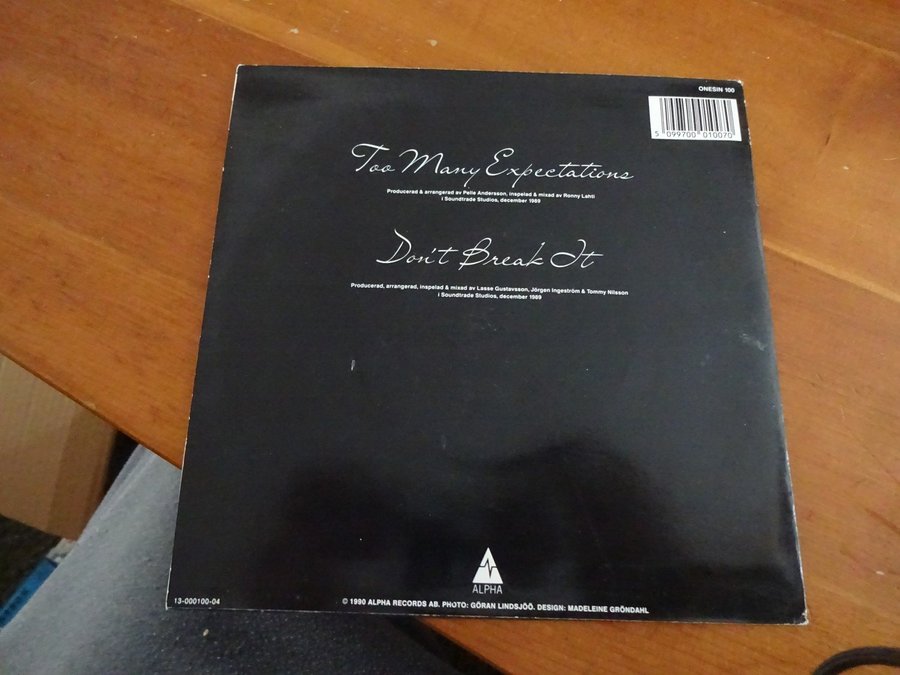 ONESIN 100
5 099700 010070
Too Many Expectations
Producerad & arrangerad av Pelle Andersson, inspelad & mixad av Ronny Lahti
i Soundtrade Studios, december 1989
Don't Break It
Producerad, arrangerad, inspelad & mixad av Lasse Gustavsson, Jörgen Ingeström & Tommy Nilsson
i Soundtrade Studios, december 1989
ALPHA
13-000100-04
© 1990 ALPHA RECORDS AB. PHOTO: GÖRAN LINDSJÖÖ. DESIGN: MADELEINE GRÖNDAHL